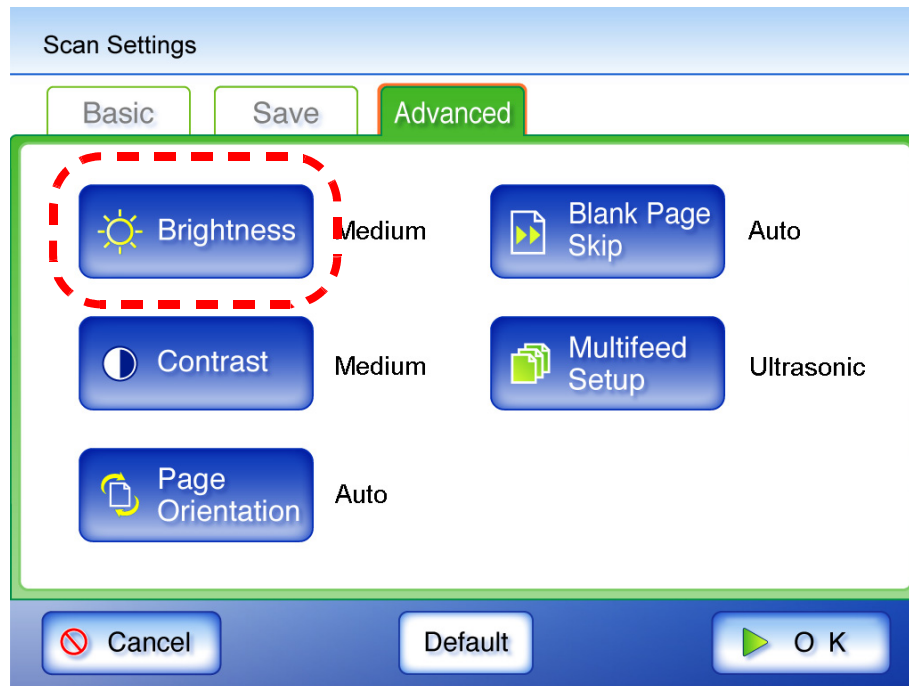 Scan Settings
Basic Save Advanced
Brightness Medium
Blank Page
Skip
Auto
Contrast Medium
Multifeed
Setup
Ultrasonic
Page
Orientation
Auto
Cancel Default O K